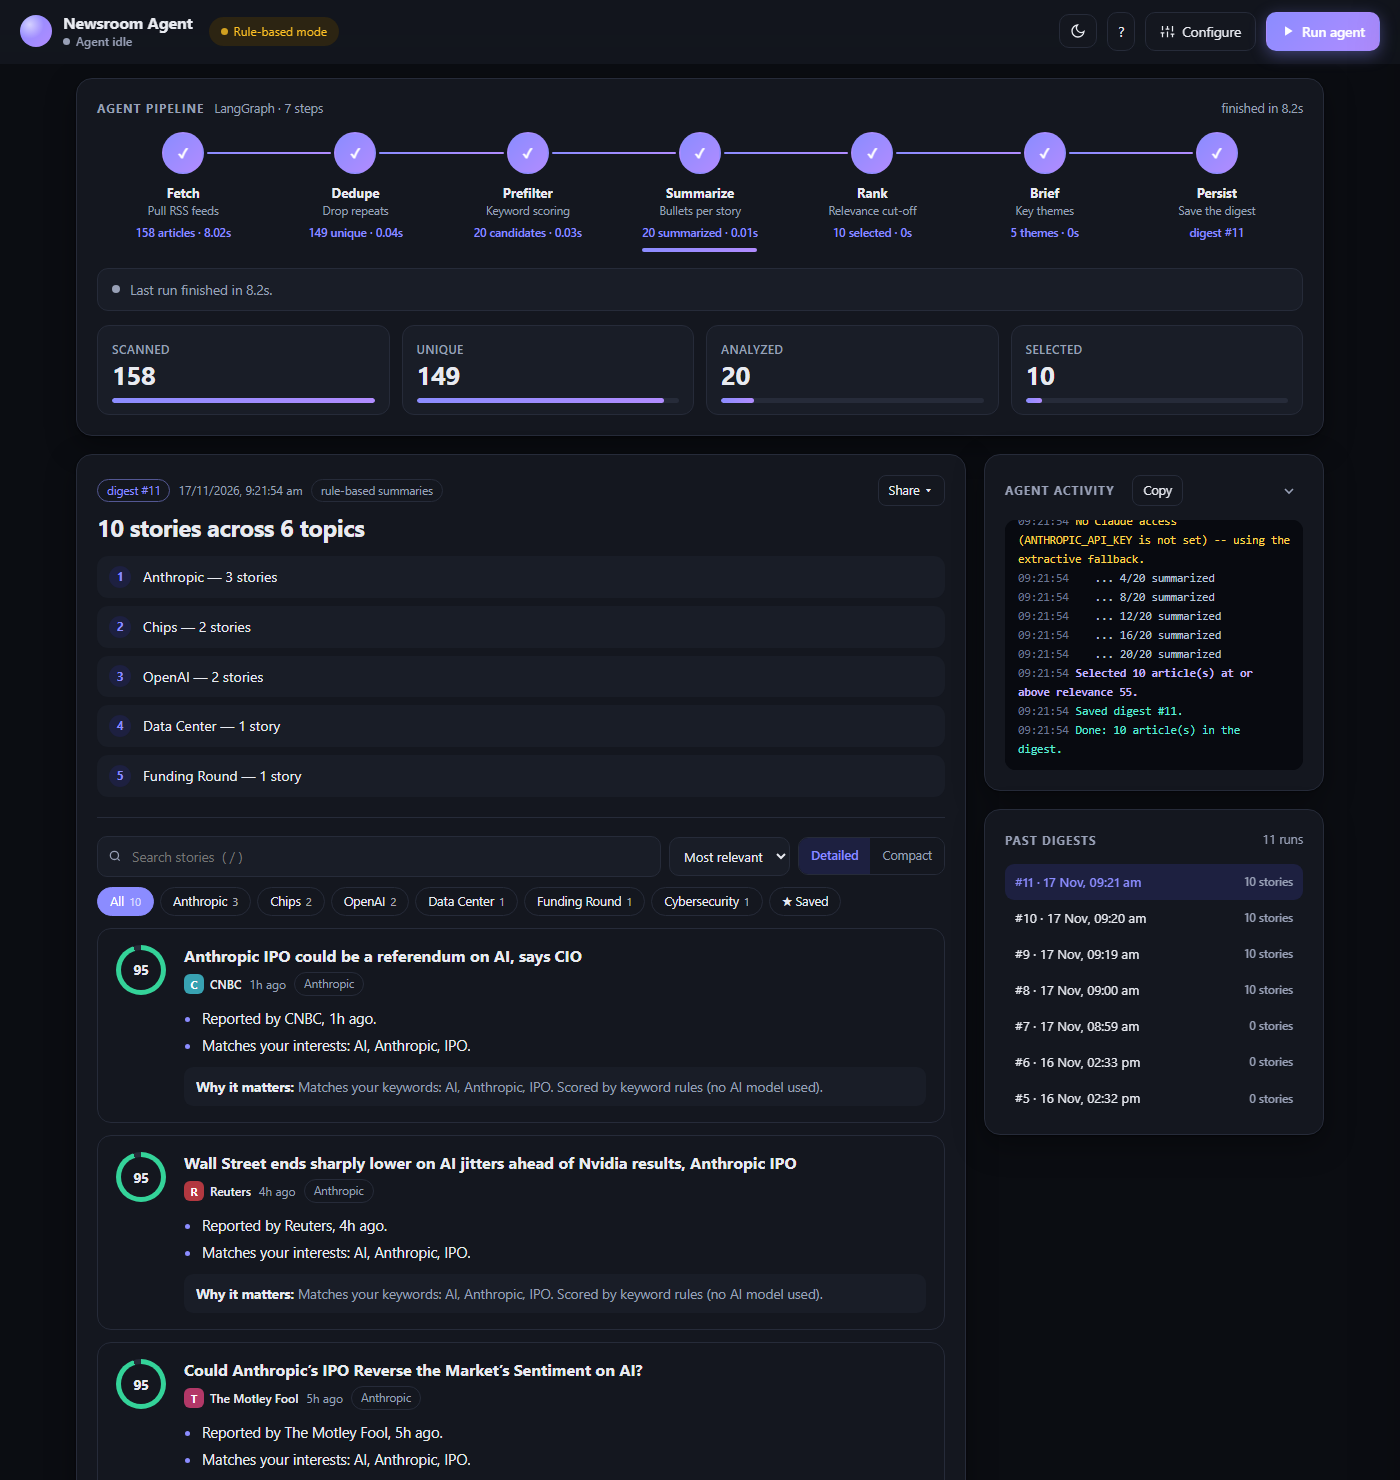 Newsroom Agent
Agent idle
Rule-based mode
?
Configure
Run agent
AGENT PIPELINE LangGraph · 7 steps
finished in 8.2s
Fetch
Pull RSS feeds
158 articles · 8.02s
Dedupe
Drop repeats
149 unique · 0.04s
Prefilter
Keyword scoring
20 candidates · 0.03s
Summarize
Bullets per story
20 summarized · 0.01s
Rank
Relevance cut-off
10 selected · 0s
Brief
Key themes
5 themes · 0s
Persist
Save the digest
digest #11
Last run finished in 8.2s.
SCANNED
158
UNIQUE
149
ANALYZED
20
SELECTED
10
digest #11 17/11/2026, 9:21:54 am rule-based summaries
Share
10 stories across 6 topics
1 Anthropic — 3 stories
2 Chips — 2 stories
3 OpenAI — 2 stories
4 Data Center — 1 story
5 Funding Round — 1 story
Search stories ( / )
Most relevant
Detailed Compact
All 10
Anthropic 3
Chips 2
OpenAI 2
Data Center 1
Funding Round 1
Cybersecurity 1
★ Saved
95
Anthropic IPO could be a referendum on AI, says CIO
C CNBC 1h ago Anthropic
• Reported by CNBC, 1h ago.
• Matches your interests: AI, Anthropic, IPO.
Why it matters: Matches your keywords: AI, Anthropic, IPO. Scored by keyword rules (no AI model used).
95
Wall Street ends sharply lower on AI jitters ahead of Nvidia results, Anthropic IPO
R Reuters 4h ago Anthropic
• Reported by Reuters, 4h ago.
• Matches your interests: AI, Anthropic, IPO.
Why it matters: Matches your keywords: AI, Anthropic, IPO. Scored by keyword rules (no AI model used).
95
Could Anthropic's IPO Reverse the Market's Sentiment on AI?
T The Motley Fool 5h ago Anthropic
• Reported by The Motley Fool, 5h ago.
• Matches your interests: AI, Anthropic, IPO.
AGENT ACTIVITY
Copy
09:21:54 No Claude access
(ANTHROPIC_API_KEY is not set) -- using the
extractive fallback.
09:21:54 ... 4/20 summarized
09:21:54 ... 8/20 summarized
09:21:54 ... 12/20 summarized
09:21:54 ... 16/20 summarized
09:21:54 ... 20/20 summarized
09:21:54 Selected 10 article(s) at or
above relevance 55.
09:21:54 Saved digest #11.
09:21:54 Done: 10 article(s) in the
digest.
PAST DIGESTS
11 runs
#11 · 17 Nov, 09:21 am 10 stories
#10 · 17 Nov, 09:20 am 10 stories
#9 · 17 Nov, 09:19 am 10 stories
#8 · 17 Nov, 09:00 am 10 stories
#7 · 17 Nov, 08:59 am 0 stories
#6 · 16 Nov, 02:33 pm 0 stories
#5 · 16 Nov, 02:32 pm 0 stories